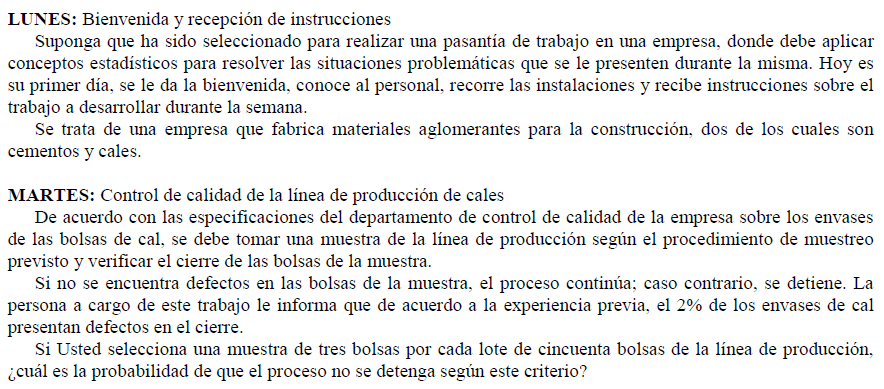 LUNES: Bienvenida y recepción de instrucciones
Suponga que ha sido seleccionado para realizar una pasantía de trabajo en una empresa, donde debe aplicar
conceptos estadísticos para resolver las situaciones problemáticas que se le presenten durante la misma. Hoy es
su primer día, se le da la bienvenida, conoce al personal, recorre las instalaciones y recibe instrucciones sobre el
trabajo a desarrollar durante la semana.
Se trata de una empresa que fabrica materiales aglomerantes para la construcción, dos de los cuales son
cementos y cales.
MARTES: Control de calidad de la línea de producción de cales
De acuerdo con las especificaciones del departamento de control de calidad de la empresa sobre los envases
de las bolsas de cal, se debe tomar una muestra de la línea de producción según el procedimiento de muestreo
previsto y verificar el cierre de las bolsas de la muestra.
Si no se encuentra defectos en las bolsas de la muestra, el proceso continúa; caso contrario, se detiene. La
persona a cargo de este trabajo le informa que de acuerdo a la experiencia previa, el 2% de los envases de cal
presentan defectos en el cierre.
Si Usted selecciona una muestra de tres bolsas por cada lote de cincuenta bolsas de la línea de producción,
¿cuál es la probabilidad de que el proceso no se detenga según este criterio?